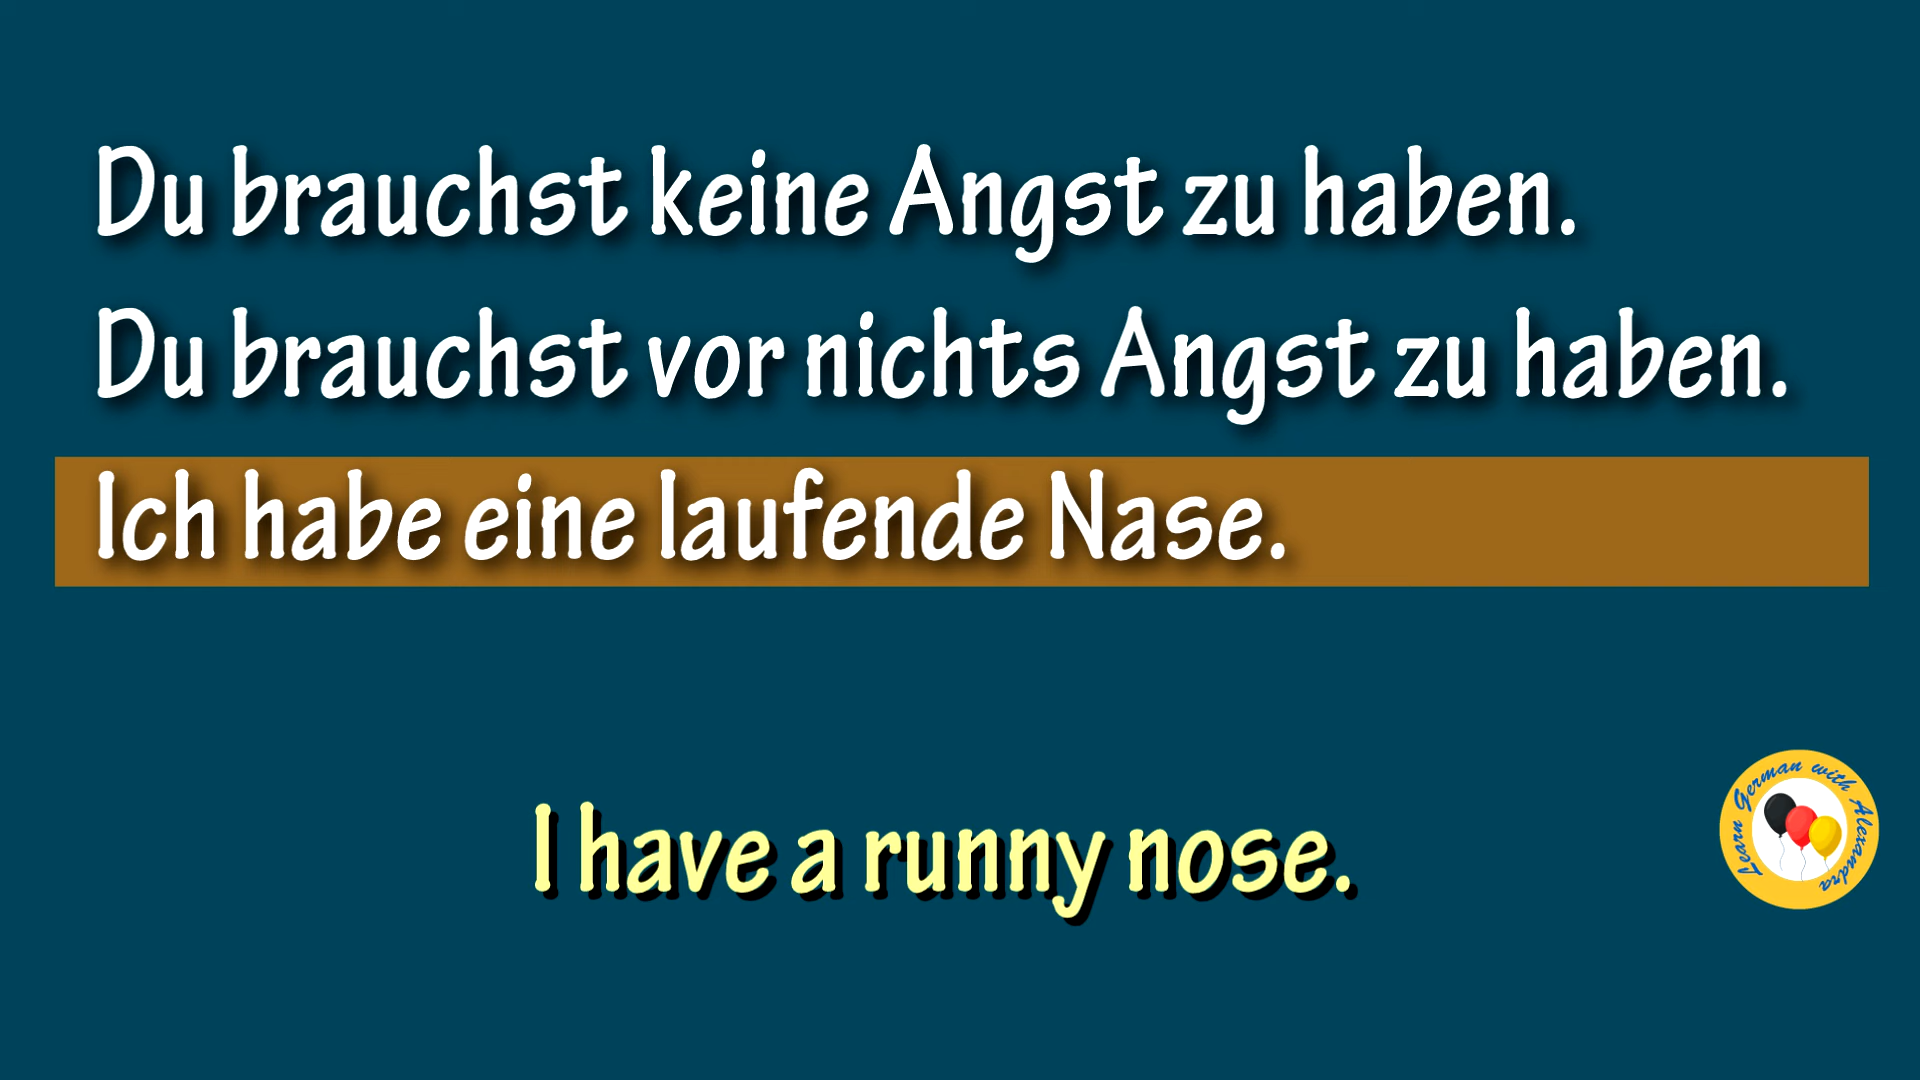 Du brauchst keine Angst zu haben.
Du brauchst vor nichts Angst zu haben.
Ich habe eine laufende Nase.
I have a runny nose.
Learn German with Alexandra